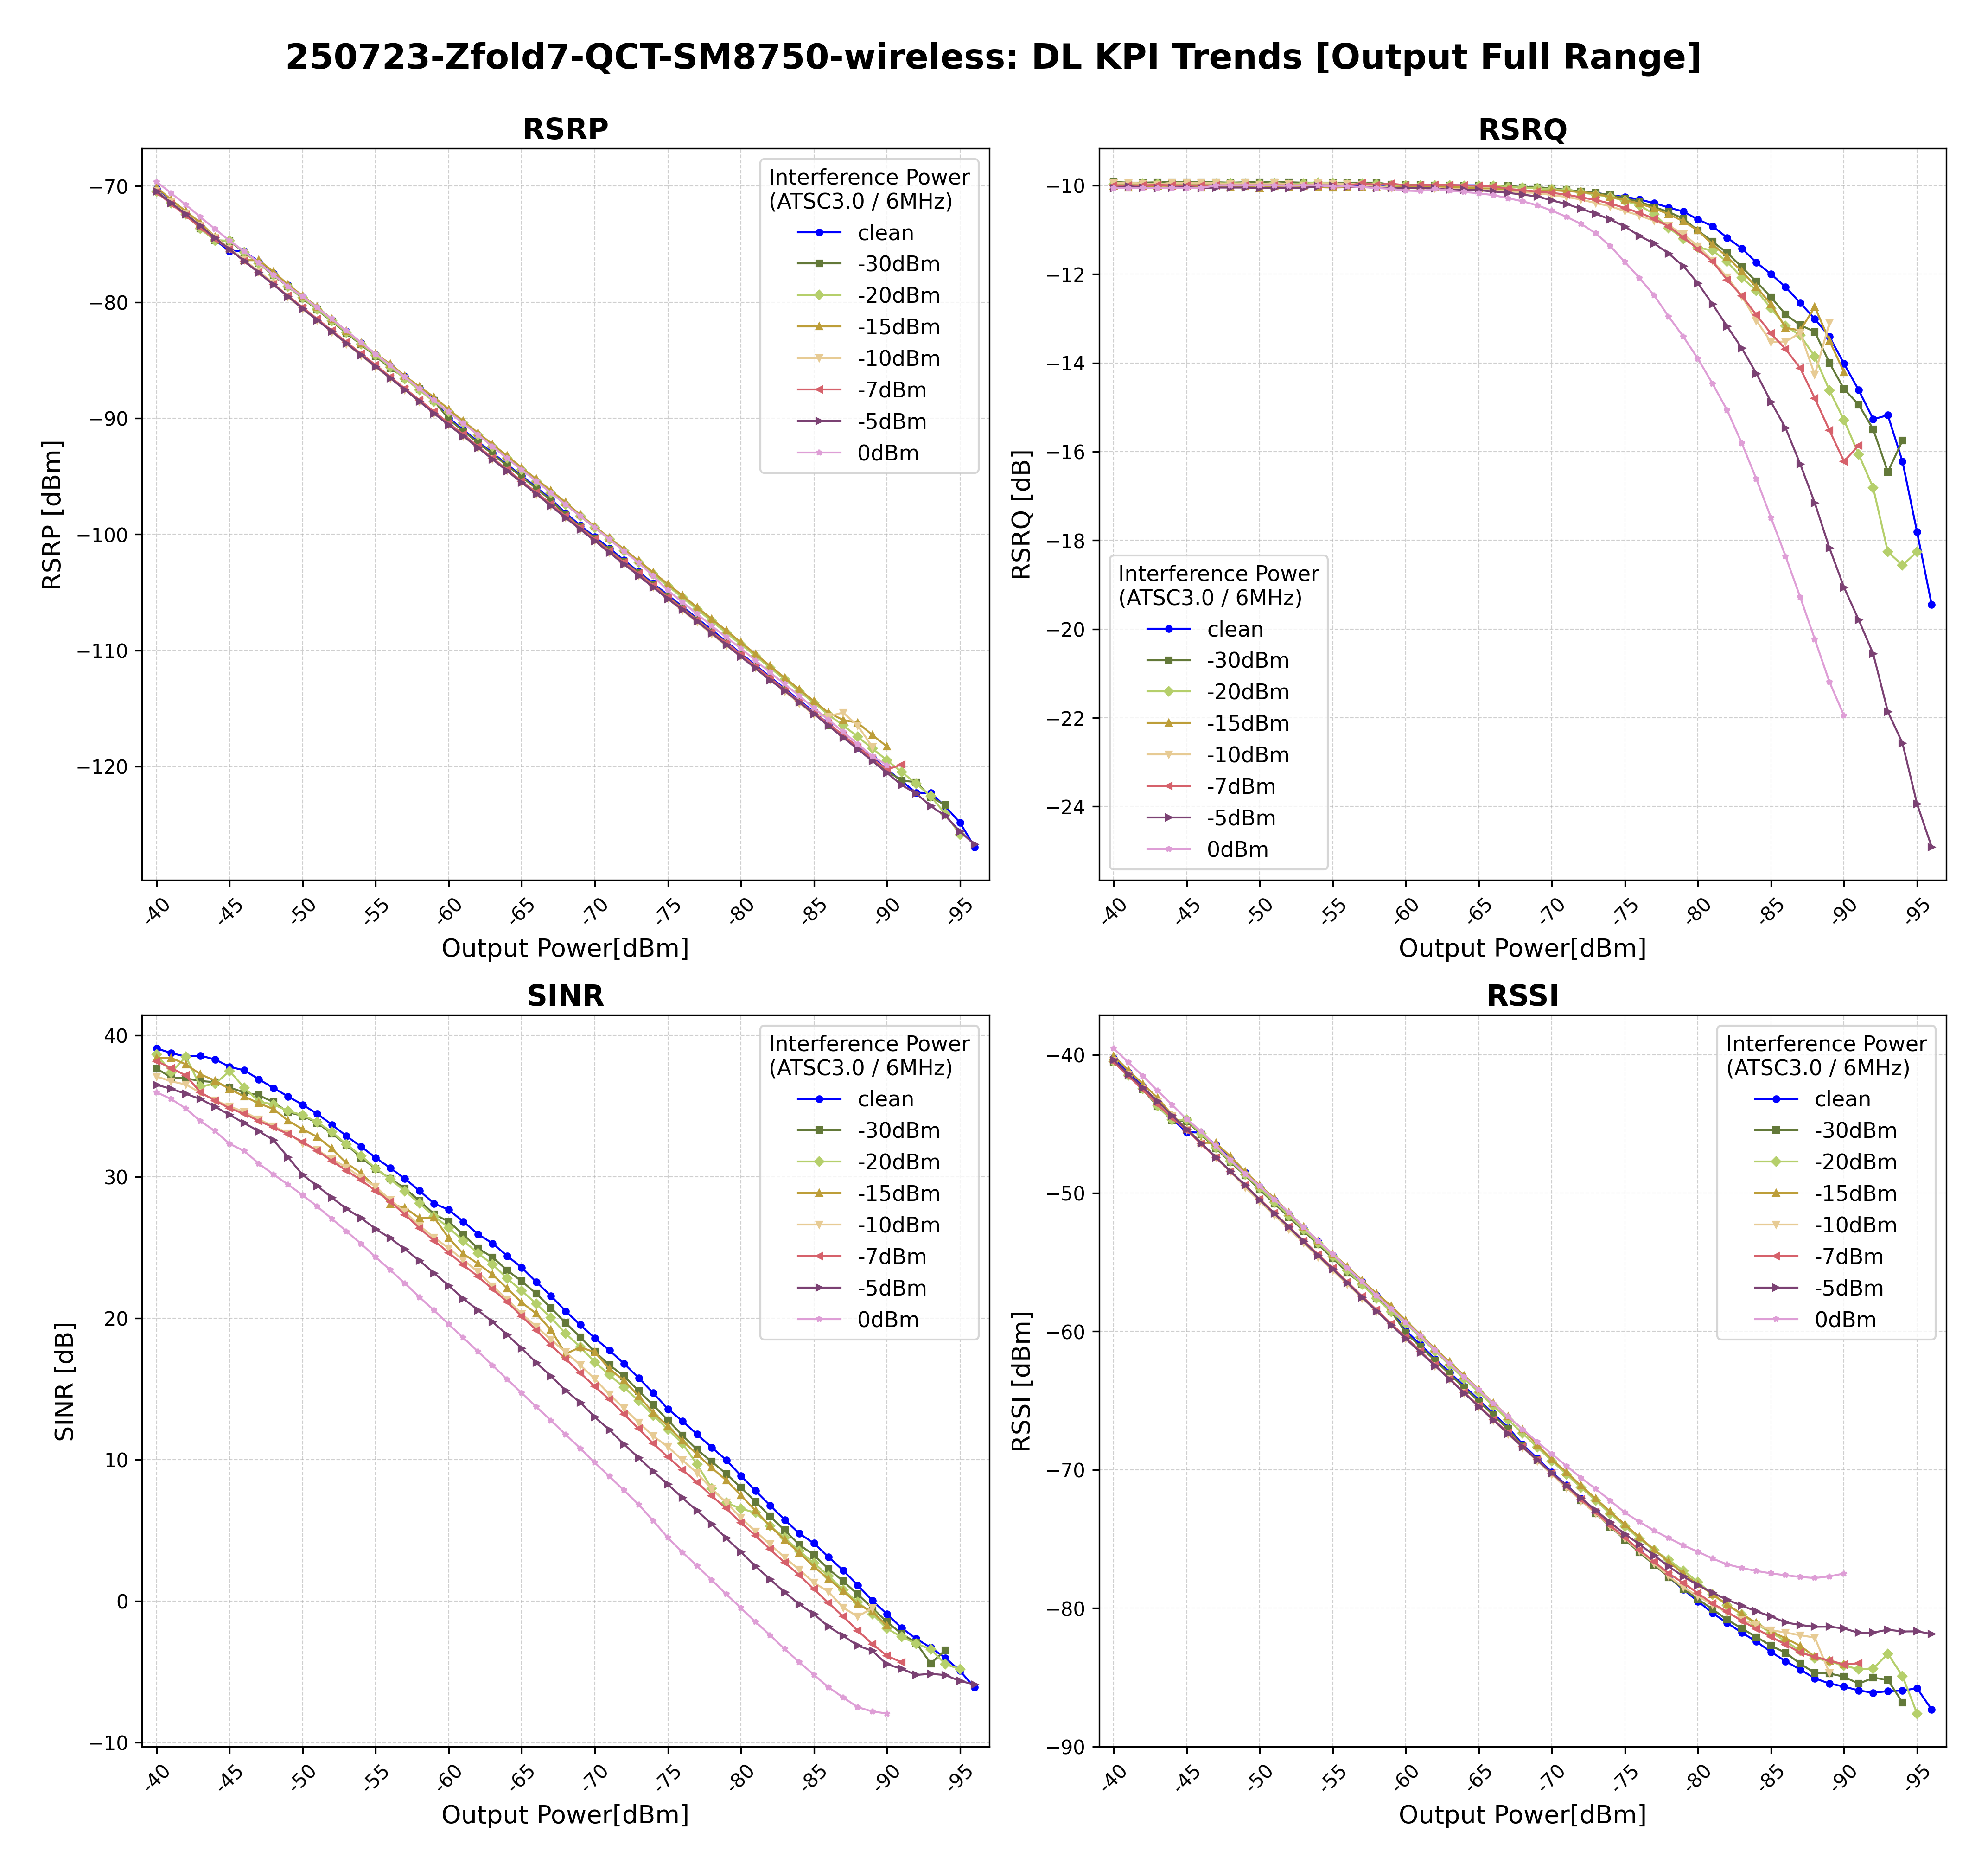 250723-Zfold7-QCT-SM8750-wireless: DL KPI Trends [Output Full Range]
RSRP
RSRP [dBm]
−70
−80
−90
−100
−110
−120
Interference Power
(ATSC3.0 / 6MHz)
clean
-30dBm
-20dBm
-15dBm
-10dBm
-7dBm
-5dBm
0dBm
-40
-45
-50
-55
-60
-65
-70
-75
-80
-85
-90
-95
Output Power[dBm]
RSRQ
RSRQ [dB]
−10
−12
−14
−16
−18
−20
−22
−24
Interference Power
(ATSC3.0 / 6MHz)
clean
-30dBm
-20dBm
-15dBm
-10dBm
-7dBm
-5dBm
0dBm
-40
-45
-50
-55
-60
-65
-70
-75
-80
-85
-90
-95
Output Power[dBm]
SINR
SINR [dB]
40
30
20
10
0
−10
Interference Power
(ATSC3.0 / 6MHz)
clean
-30dBm
-20dBm
-15dBm
-10dBm
-7dBm
-5dBm
0dBm
-40
-45
-50
-55
-60
-65
-70
-75
-80
-85
-90
-95
Output Power[dBm]
RSSI
RSSI [dBm]
−40
−50
−60
−70
−80
−90
Interference Power
(ATSC3.0 / 6MHz)
clean
-30dBm
-20dBm
-15dBm
-10dBm
-7dBm
-5dBm
0dBm
-40
-45
-50
-55
-60
-65
-70
-75
-80
-85
-90
-95
Output Power[dBm]